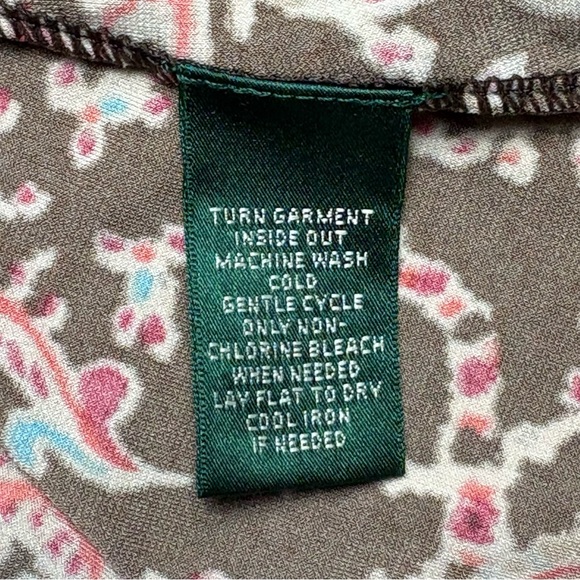 TURN GARMENT
INSIDE OUT
MACHINE WASH
COLD
GENTLE CYCLE
ONLY NON-
CHLORINE BLEACH
WHEN NEEDED
LAY FLAT TO DRY
COOL IRON
IF NEEDED